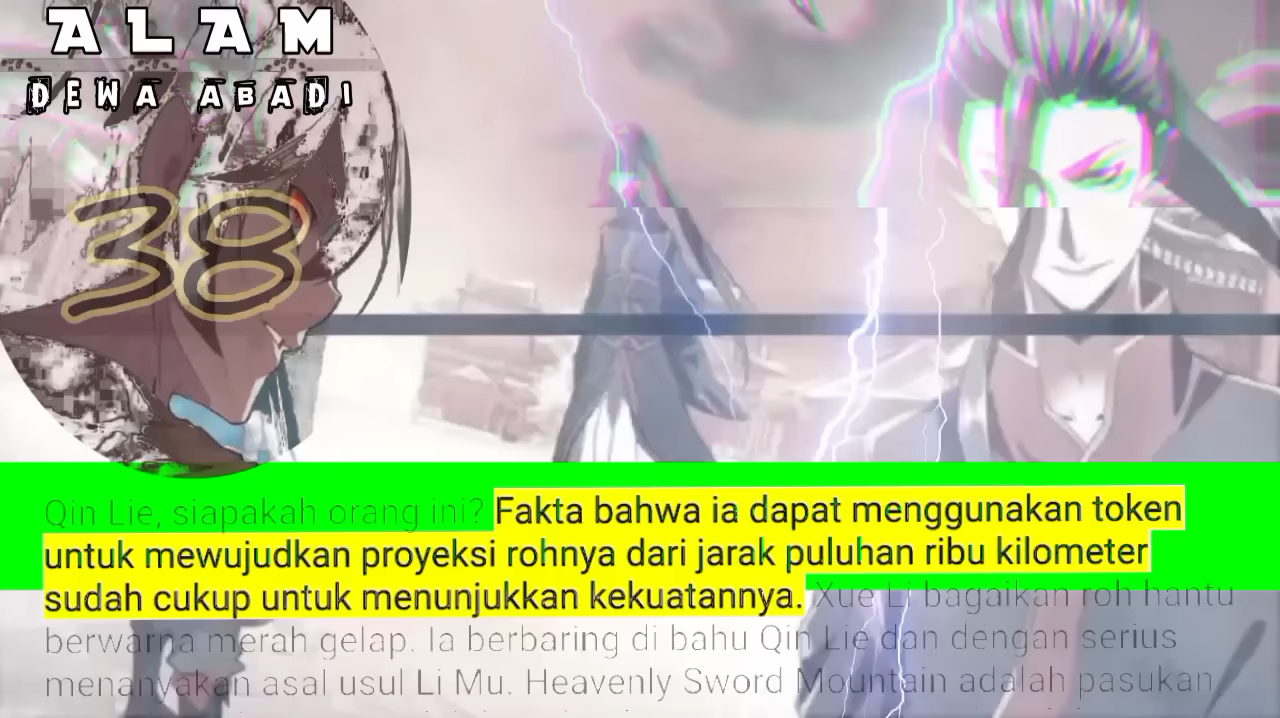 ALAM
DEWA ABADI
38
Qin Lie, siapakah orang ini? Fakta bahwa ia dapat menggunakan token
untuk mewujudkan proyeksi rohnya dari jarak puluhan ribu kilometer
sudah cukup untuk menunjukkan kekuatannya. Xue Li bagaikan roh hantu
berwarna merah gelap. Ia berbaring di bahu Qin Lie dan dengan serius
menanyakan asal usul Li Mu. Heavenly Sword Mountain adalah pasukan